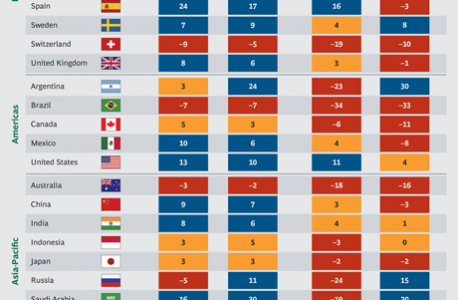 Spain 24 17 16 –3
Sweden 7 9 4 8
Switzerland –9 –5 –19 –10
United Kingdom 8 6 3 –1
Americas
Argentina 3 24 –23 30
Brazil –7 –7 –34 –33
Canada 5 3 –6 –11
Mexico 10 6 4 –8
United States 13 10 11 4
Asia-Pacific
Australia –3 –2 –18 –16
China 9 7 3 –3
India 8 6 4 1
Indonesia 3 5 –3 0
Japan 3 3 –2 –2
Russia –5 11 –24 15
Saudi Arabia 16 20 –19 20